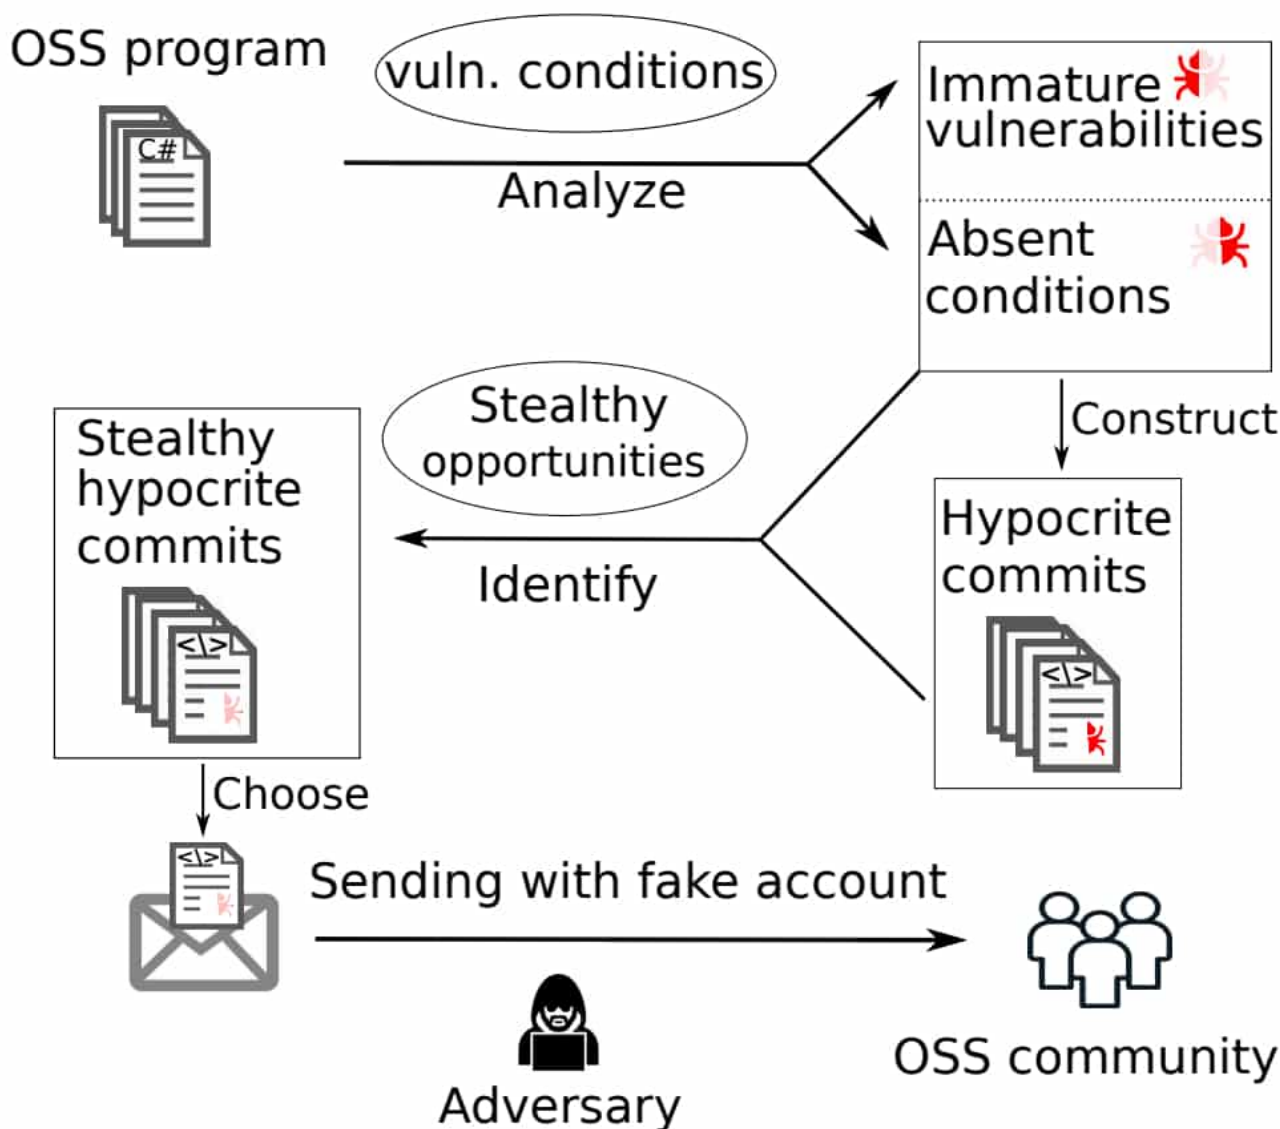 OSS program
C#
vuln. conditions
Analyze
Immature
vulnerabilities
Absent
conditions
Construct
Stealthy
opportunities
Identify
Hypocrite
commits
<\>
Stealthy
hypocrite
commits
<\>
Choose
<\>
Sending with fake account
Adversary
OSS community